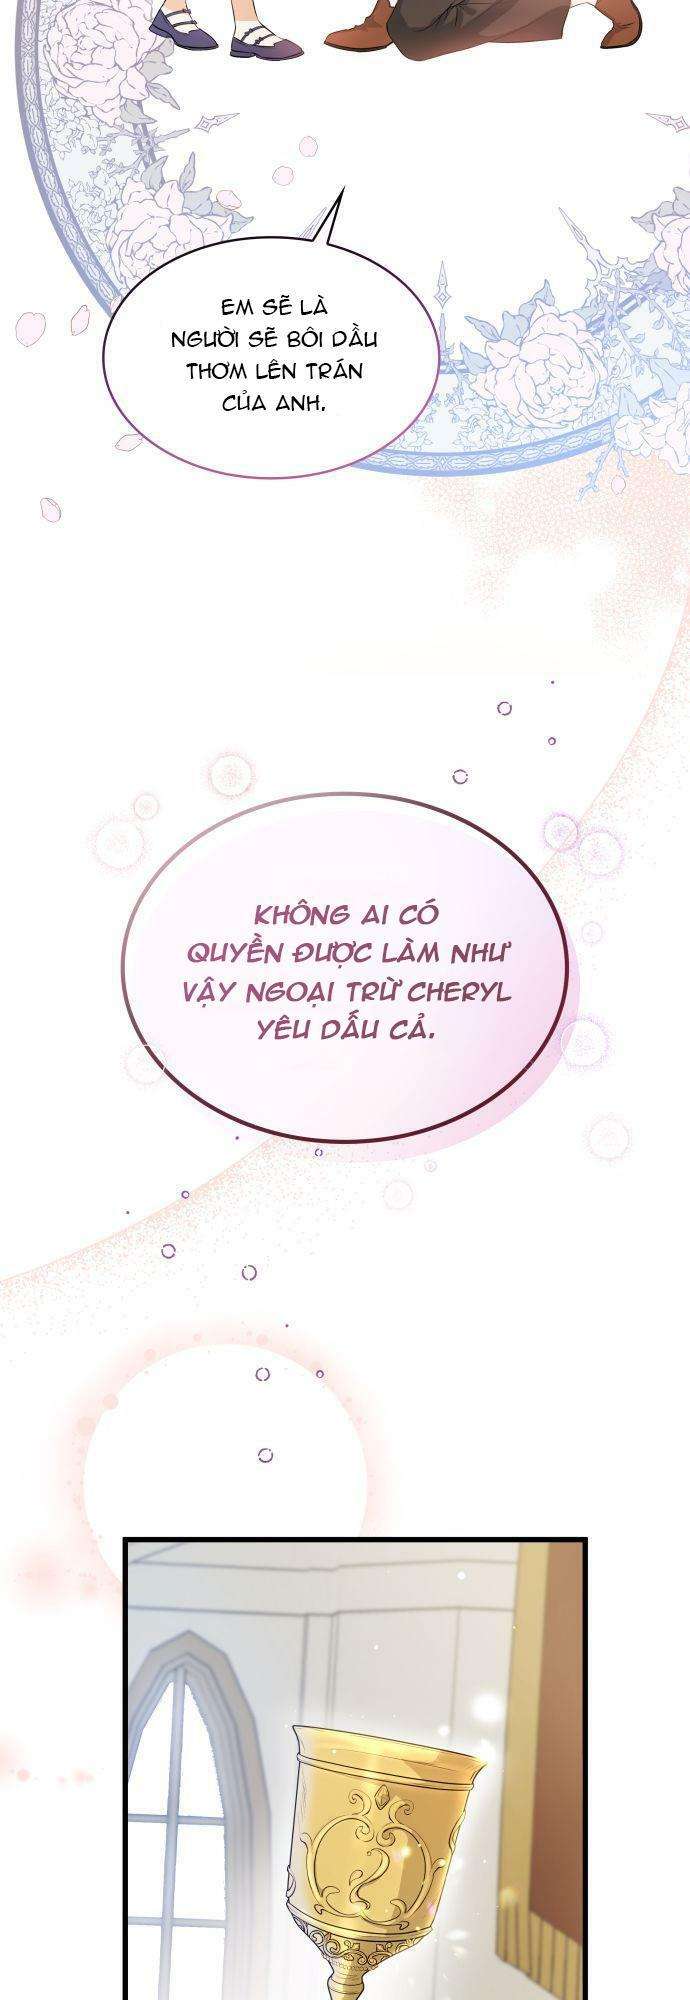 EM SẼ LÀ
NGƯỜI SẼ BÔI DẦU
THƠM LÊN TRÁN
CỦA ANH.
KHÔNG AI CÓ
QUYỀN ĐƯỢC LÀM NHƯ
VẬY NGOẠI TRỪ CHERYL
YÊU DẤU CẢ.